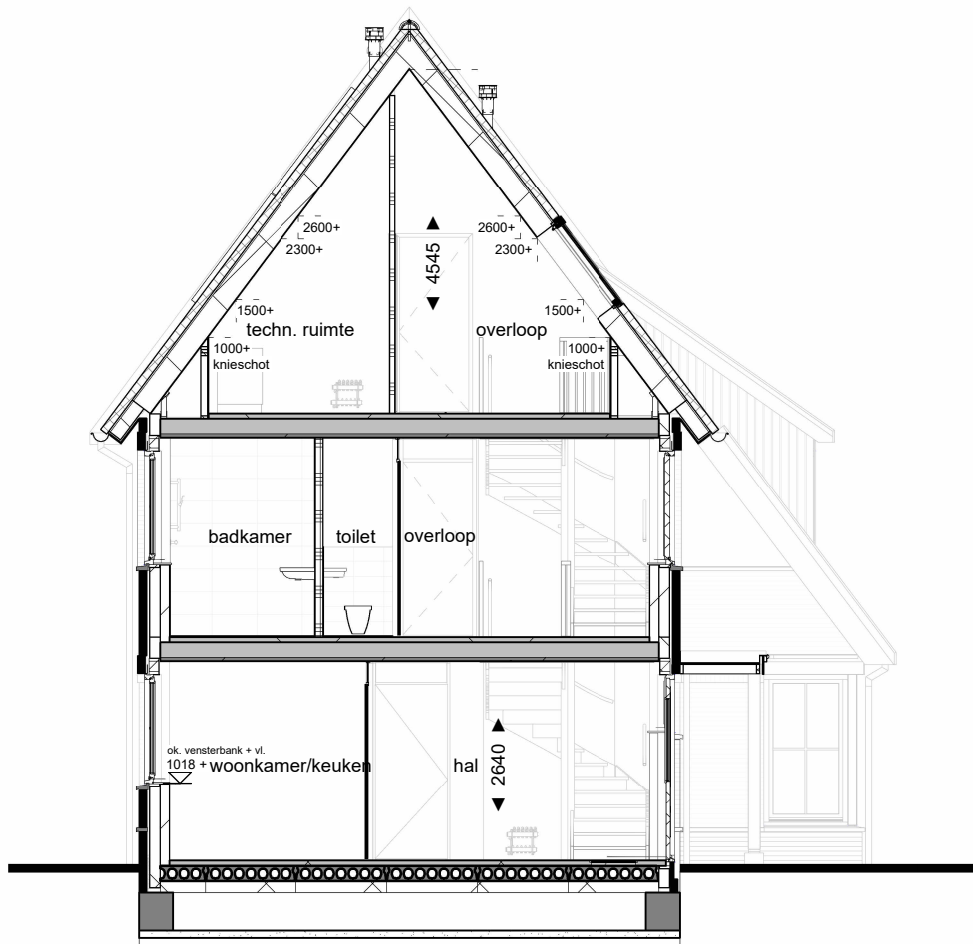 2600+
2300+
4545
2600+
2300+
1500+
techn. ruimte
1500+
overloop
1000+
knieschot
1000+
knieschot
badkamer
toilet
overloop
ok. vensterbank + vl.
1018 +
woonkamer/keuken
hal
2640